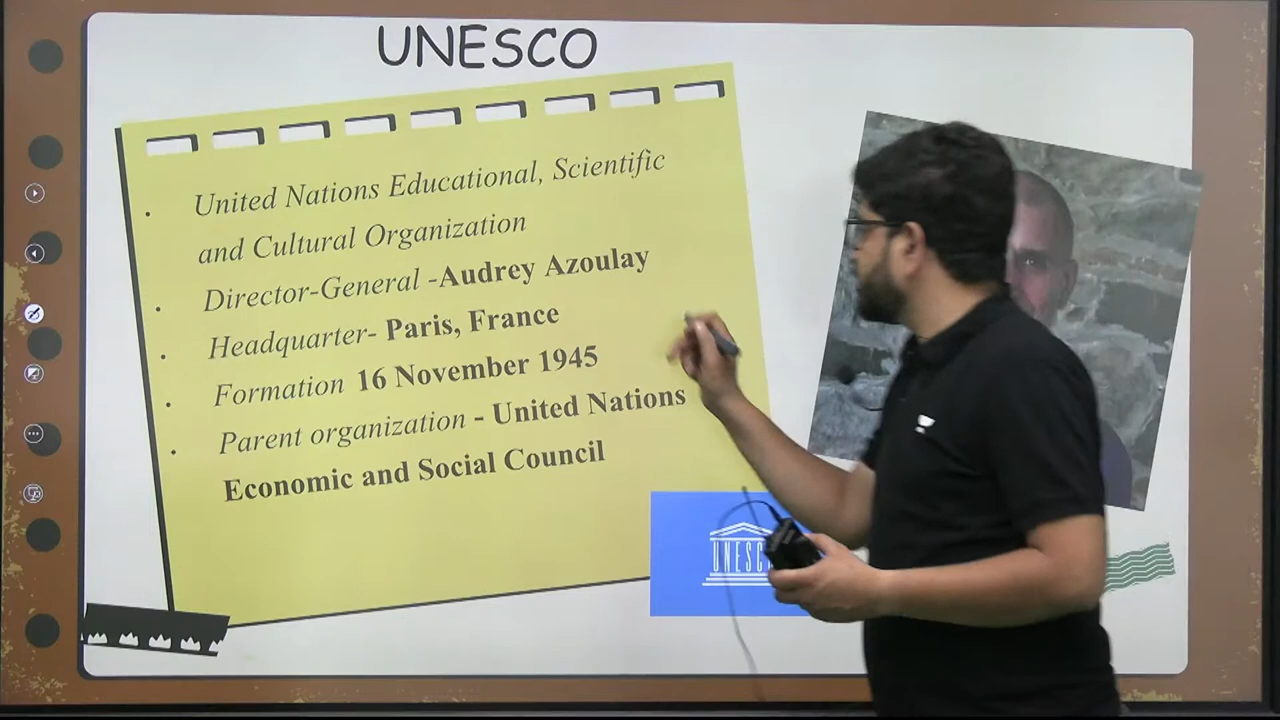 UNESCO
United Nations Educational, Scientific
and Cultural Organization
Director-General -Audrey Azoulay
Headquarter- Paris, France
Formation 16 November 1945
Parent organization - United Nations
Economic and Social Council
UNESC